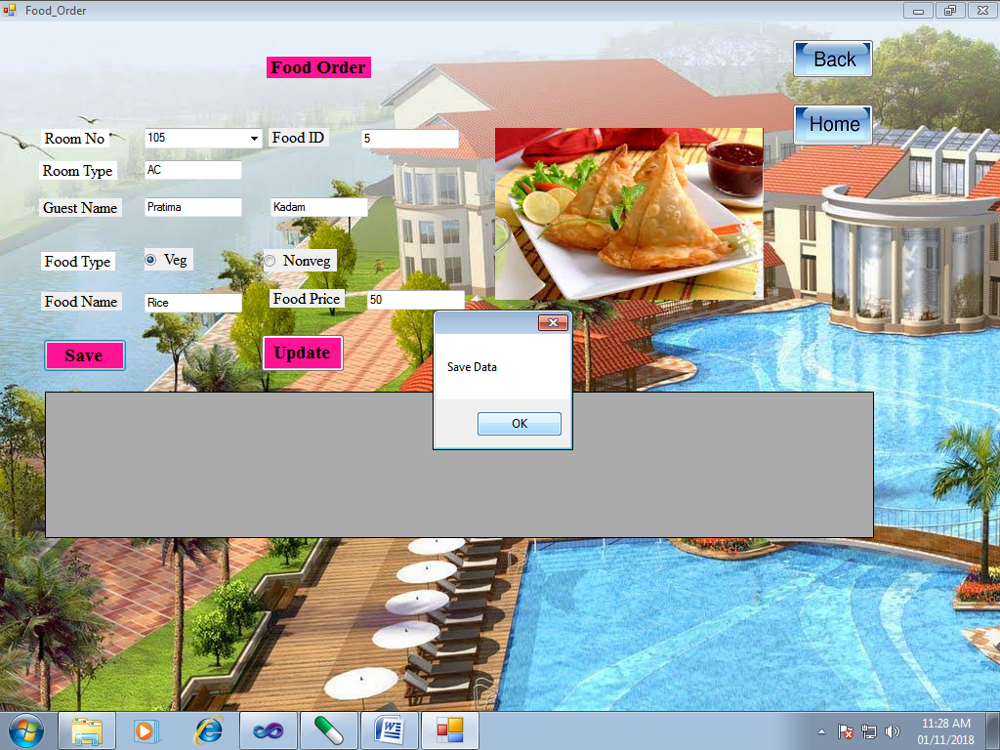 Food_Order
Food Order
Back
Home
Room No 105 Food ID 5
Room Type AC
Guest Name Pratima Kadam
Food Type Veg Nonveg
Food Name Rice Food Price 50
Save Update
Save Data
OK
11:28 AM
01/11/2018